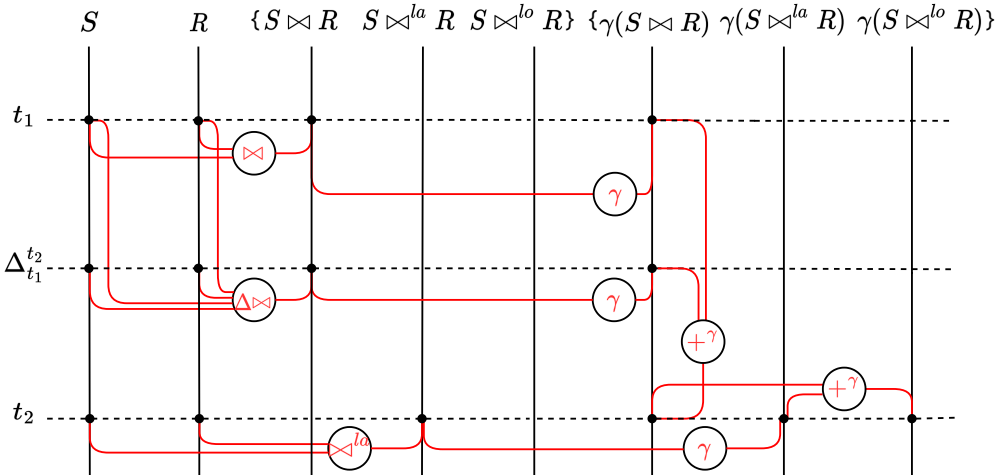 S R {S ⋈ R S ⋈^{la} R S ⋈^{lo} R} {γ(S ⋈ R) γ(S ⋈^{la} R) γ(S ⋈^{lo} R)}
t_1
⋈
γ
Δ_{t_1}^{t_2}
Δ⋈ γ
+^γ
+^γ
t_2
⋈^{la} γ